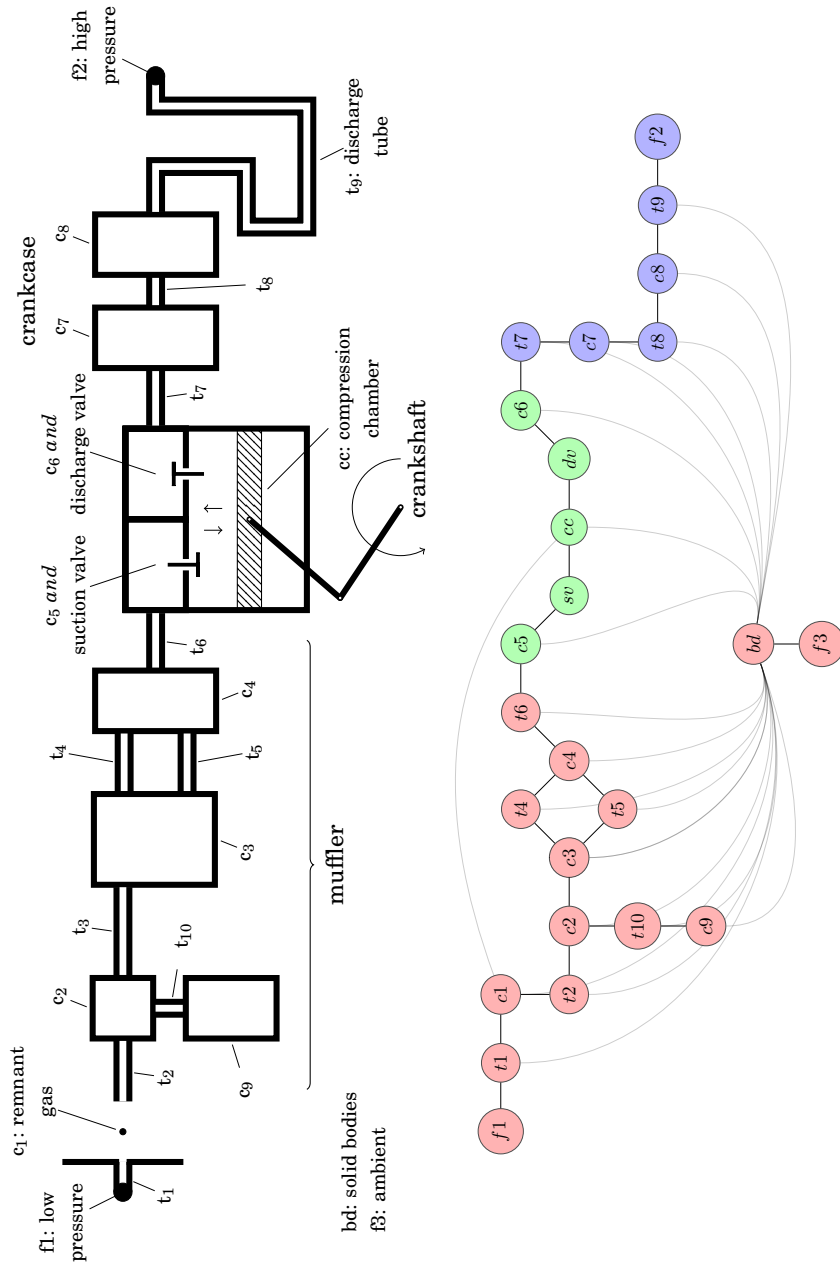 f1: low
pressure
t1
c1: remnant
gas
t2
c2
c9
t10
t3
c3
t4
t5
c4
muffler
t6
c5 and
suction valve
c6 and
discharge valve
cc: compression
chamber
crankshaft
t7
c7
crankcase
t8
c8
t9: discharge
tube
f2: high
pressure
bd: solid bodies
f3: ambient
f1
t1
c1
t2
c2
t10
c9
c3
t4
t5
c4
t6
c5
sv
cc
dv
c6
t7
c7
t8
c8
t9
f2
bd
f3